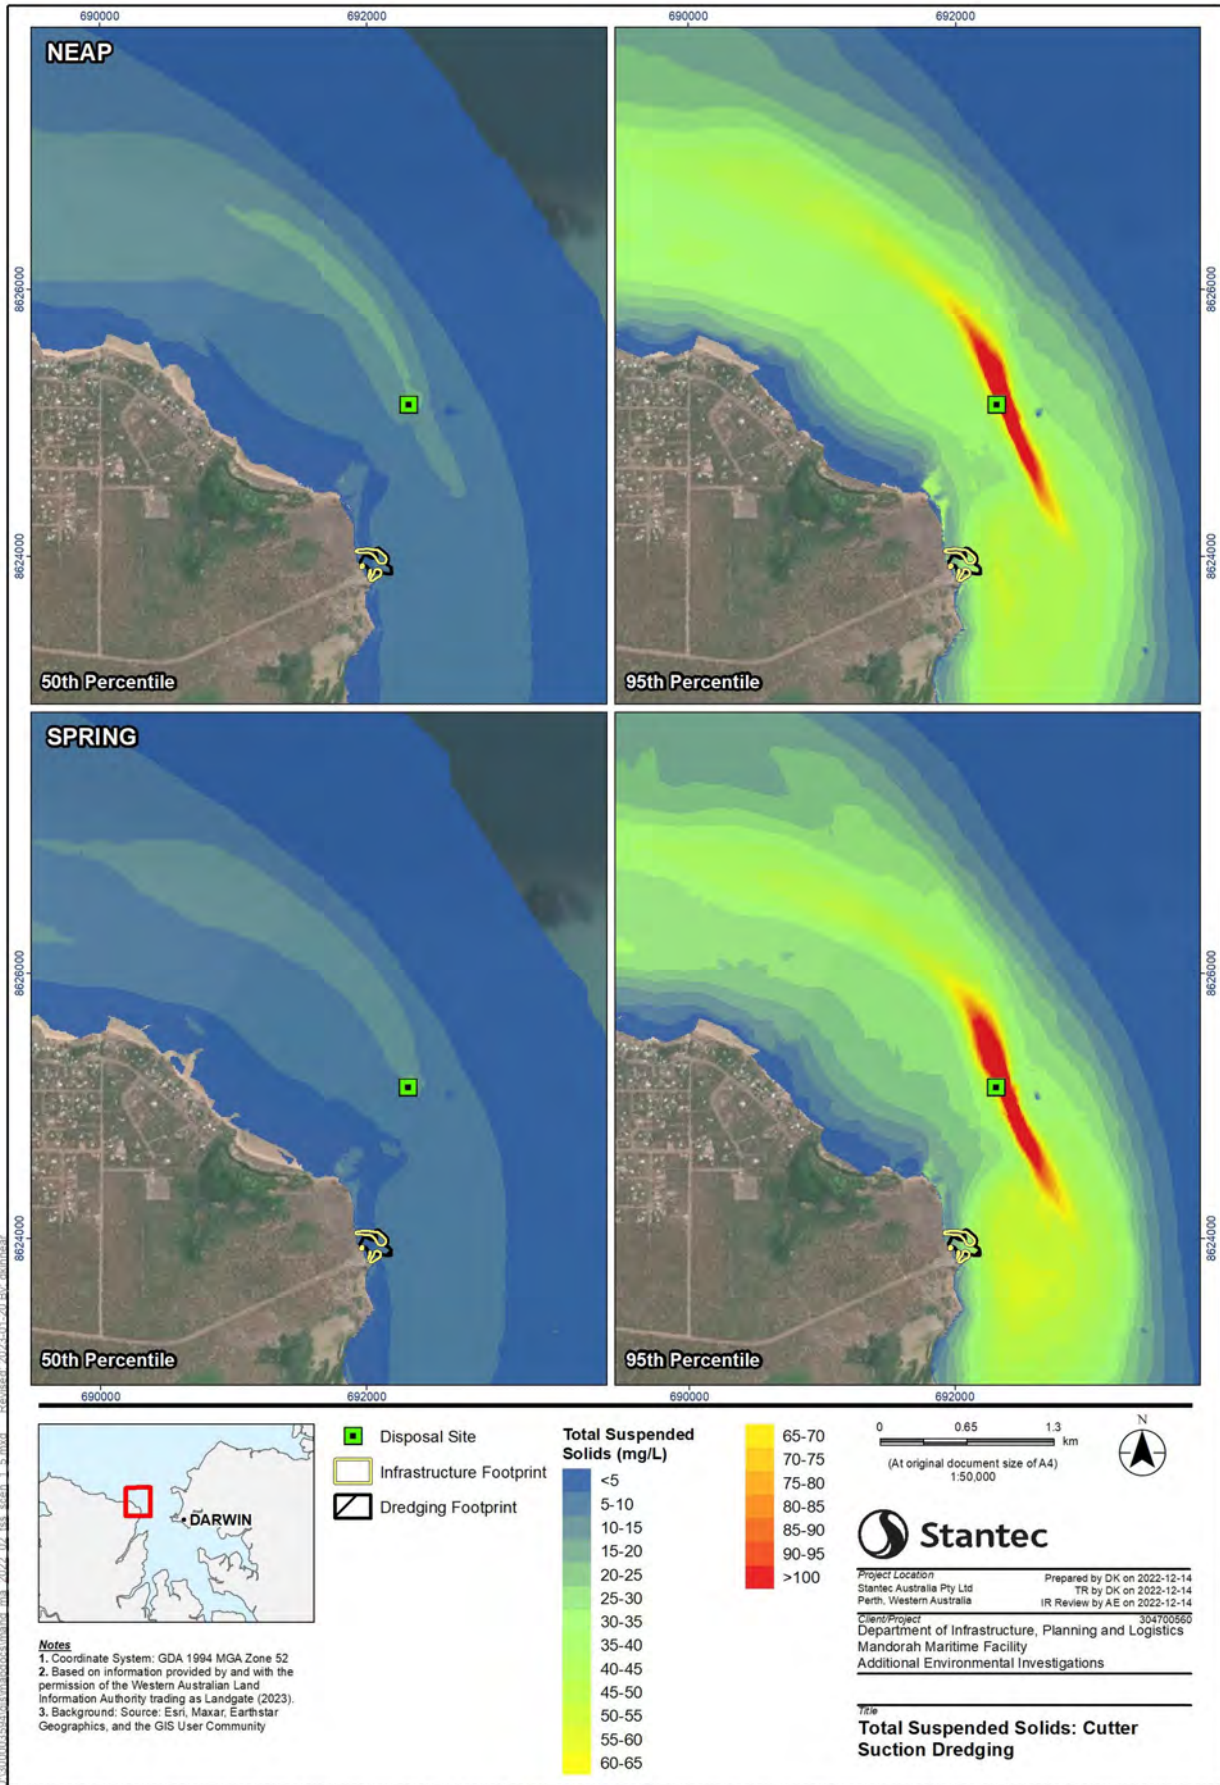 690000
692000
690000
692000
NEAP
8626000
8626000
8624000
8624000
50th Percentile
95th Percentile
SPRING
8626000
8626000
8624000
8624000
50th Percentile
95th Percentile
690000
692000
690000
692000
DARWIN
Disposal Site
Infrastructure Footprint
Dredging Footprint
Total Suspended
Solids (mg/L)
<5
5-10
10-15
15-20
20-25
25-30
30-35
35-40
40-45
45-50
50-55
55-60
60-65
65-70
70-75
75-80
80-85
85-90
90-95
>100
0 0.65 1.3
km
(At original document size of A4)
1:50,000
N
Stantec
Project Location
Stantec Australia Pty Ltd
Perth, Western Australia
Prepared by DK on 2022-12-14
TR by DK on 2022-12-14
IR Review by AE on 2022-12-14
Client/Project 304700560
Department of Infrastructure, Planning and Logistics
Mandorah Maritime Facility
Additional Environmental Investigations
Title
Total Suspended Solids: Cutter
Suction Dredging
Notes
1. Coordinate System: GDA 1994 MGA Zone 52
2. Based on information provided by and with the
permission of the Western Australian Land
Information Authority trading as Landgate (2023).
3. Background: Source: Esri, Maxar, Earthstar
Geographics, and the GIS User Community
Revised: 2023-01-20 By: